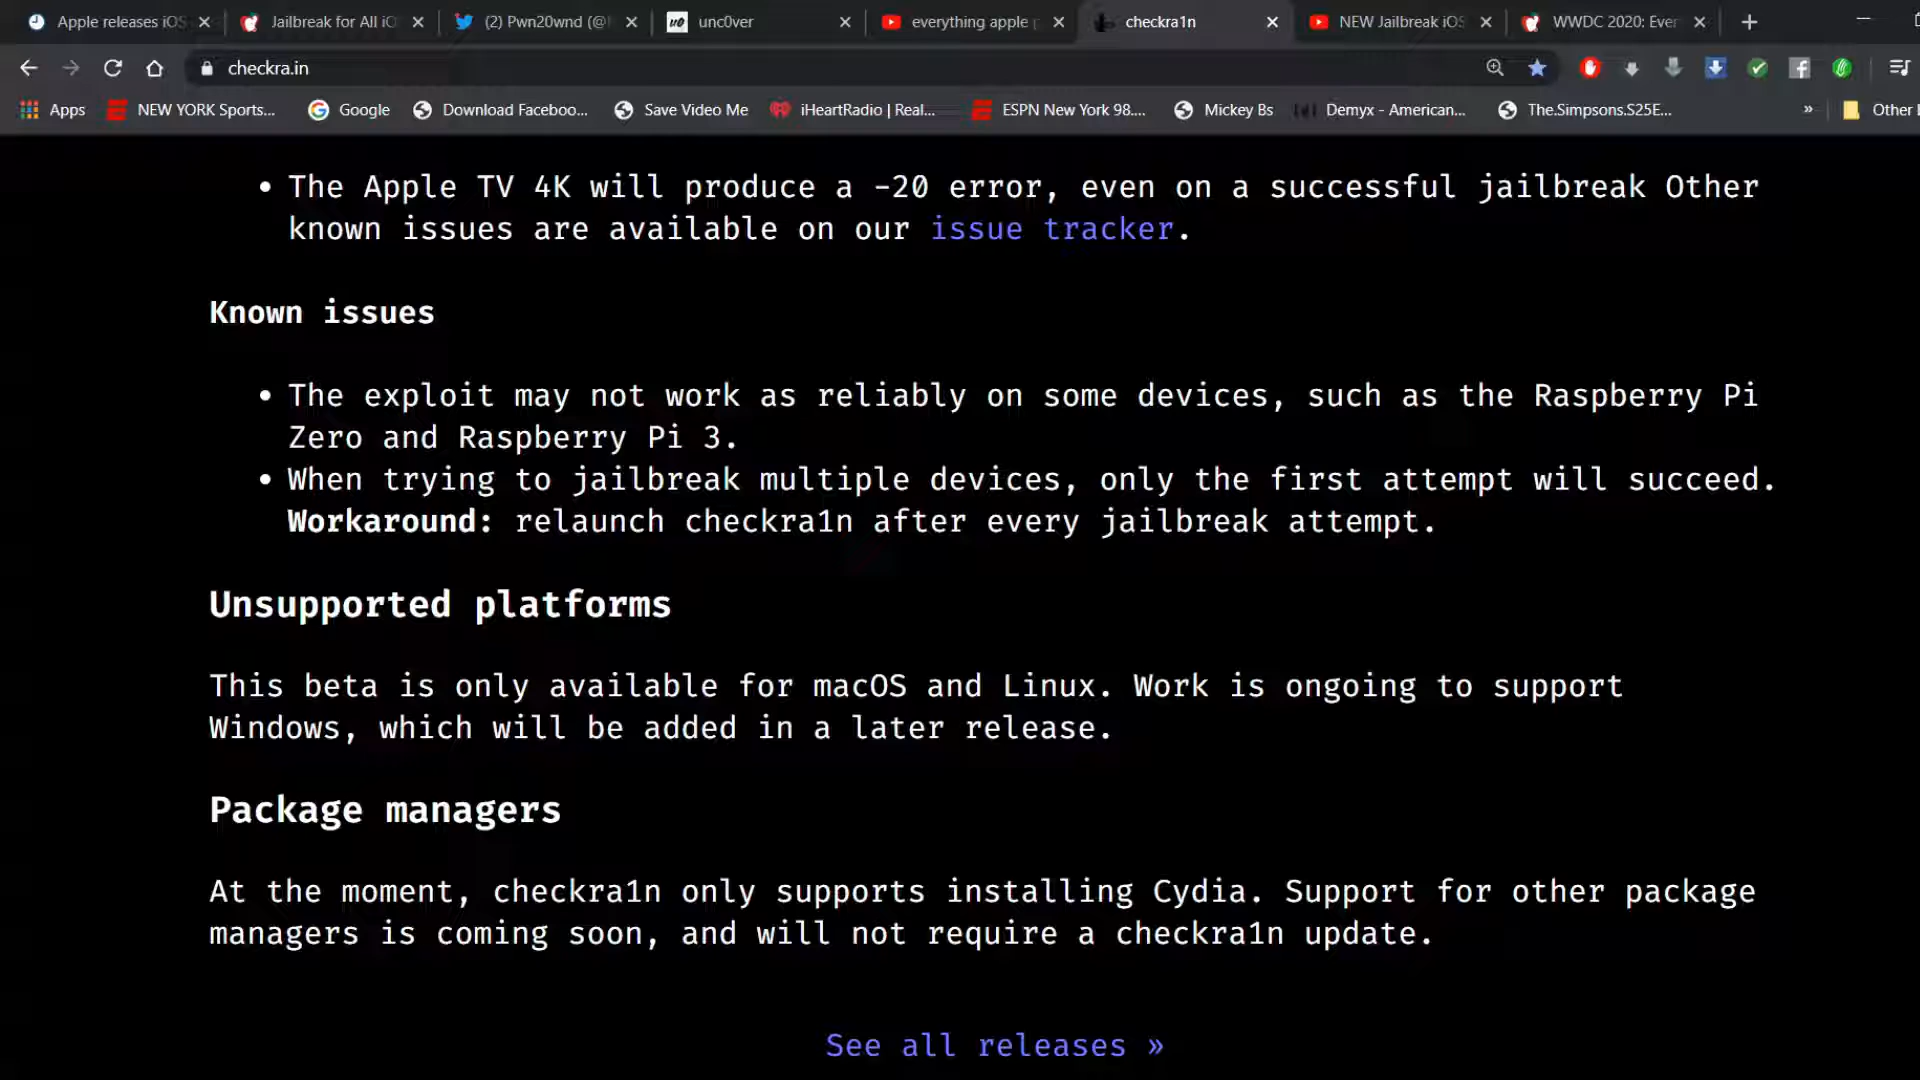 Apple releases iOS
Jailbreak for All iO
(2) Pwn20wnd (@
unc0ver
everything apple p
checkra1n
NEW Jailbreak iOS
WWDC 2020: Ever
checkra.in
Apps
NEW YORK Sports...
Google
Download Faceboo...
Save Video Me
iHeartRadio | Real...
ESPN New York 98....
Mickey Bs
Demyx - American...
The.Simpsons.S25E...
»
Other
• The Apple TV 4K will produce a -20 error, even on a successful jailbreak Other
known issues are available on our issue tracker.
Known issues
• The exploit may not work as reliably on some devices, such as the Raspberry Pi
Zero and Raspberry Pi 3.
• When trying to jailbreak multiple devices, only the first attempt will succeed.
Workaround: relaunch checkra1n after every jailbreak attempt.
Unsupported platforms
This beta is only available for macOS and Linux. Work is ongoing to support
Windows, which will be added in a later release.
Package managers
At the moment, checkra1n only supports installing Cydia. Support for other package
managers is coming soon, and will not require a checkra1n update.
See all releases »